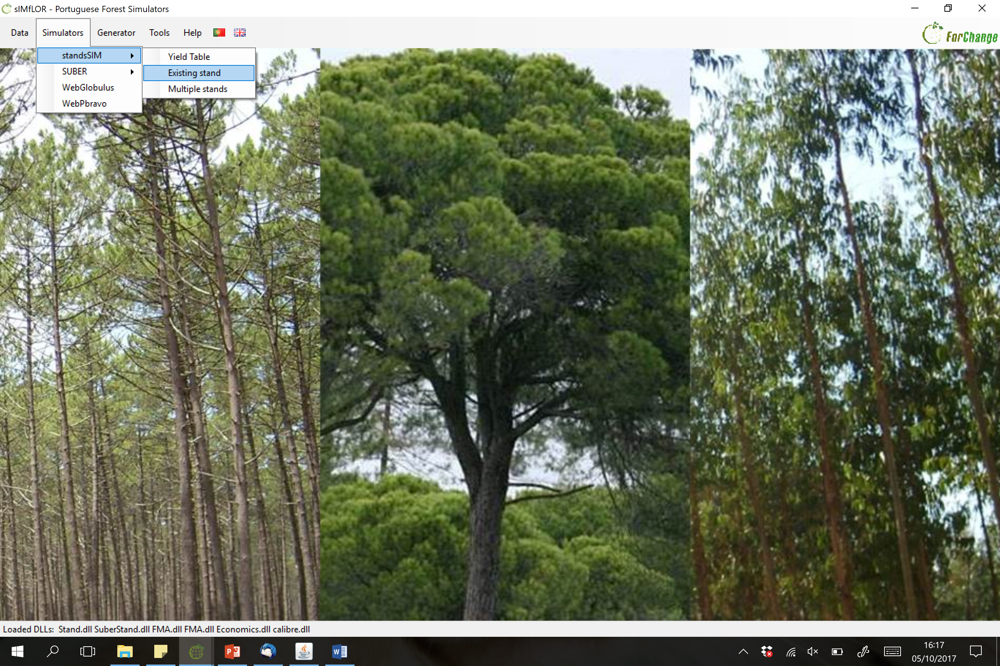 sIMfLOR - Portuguese Forest Simulators
Data Simulators Generator Tools Help
ForChange
standsSIM
SUBER
WebGlobulus
WebPbravo
Yield Table
Existing stand
Multiple stands
Loaded DLLs: Stand.dll SuberStand.dll FMA.dll FMA.dll Economics.dll calibre.dll
P
W
16:17
05/10/2017